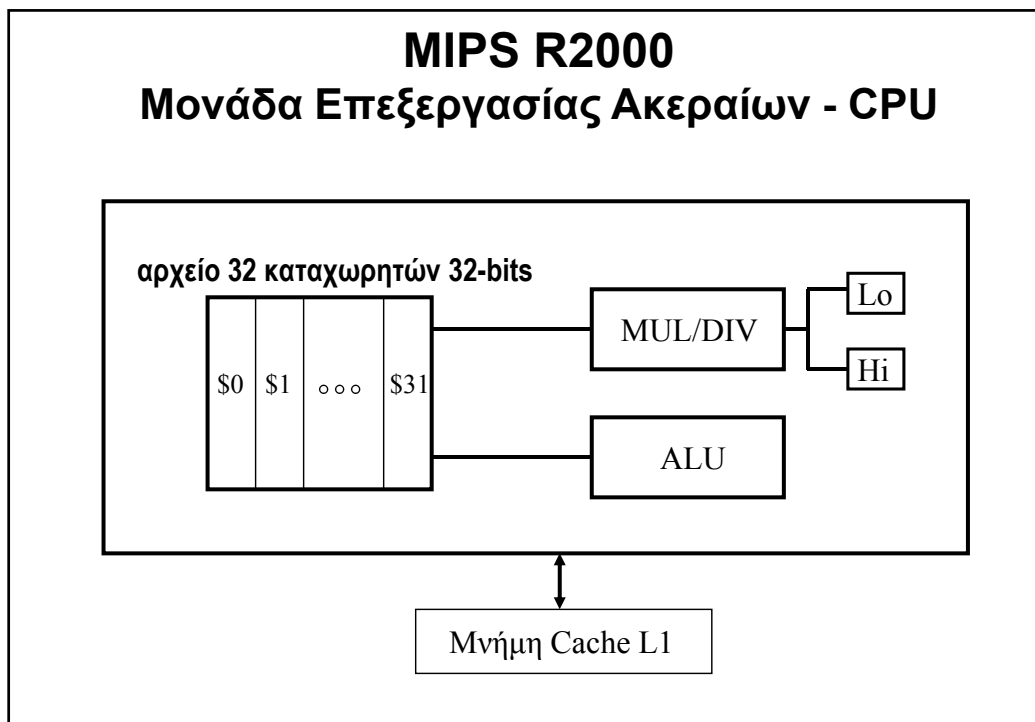 MIPS R2000
Μονάδα Επεξεργασίας Ακεραίων - CPU
αρχείο 32 καταχωρητών 32-bits
$0 $1 $31
MUL/DIV
Lo
Hi
ALU
Μνήμη Cache L1